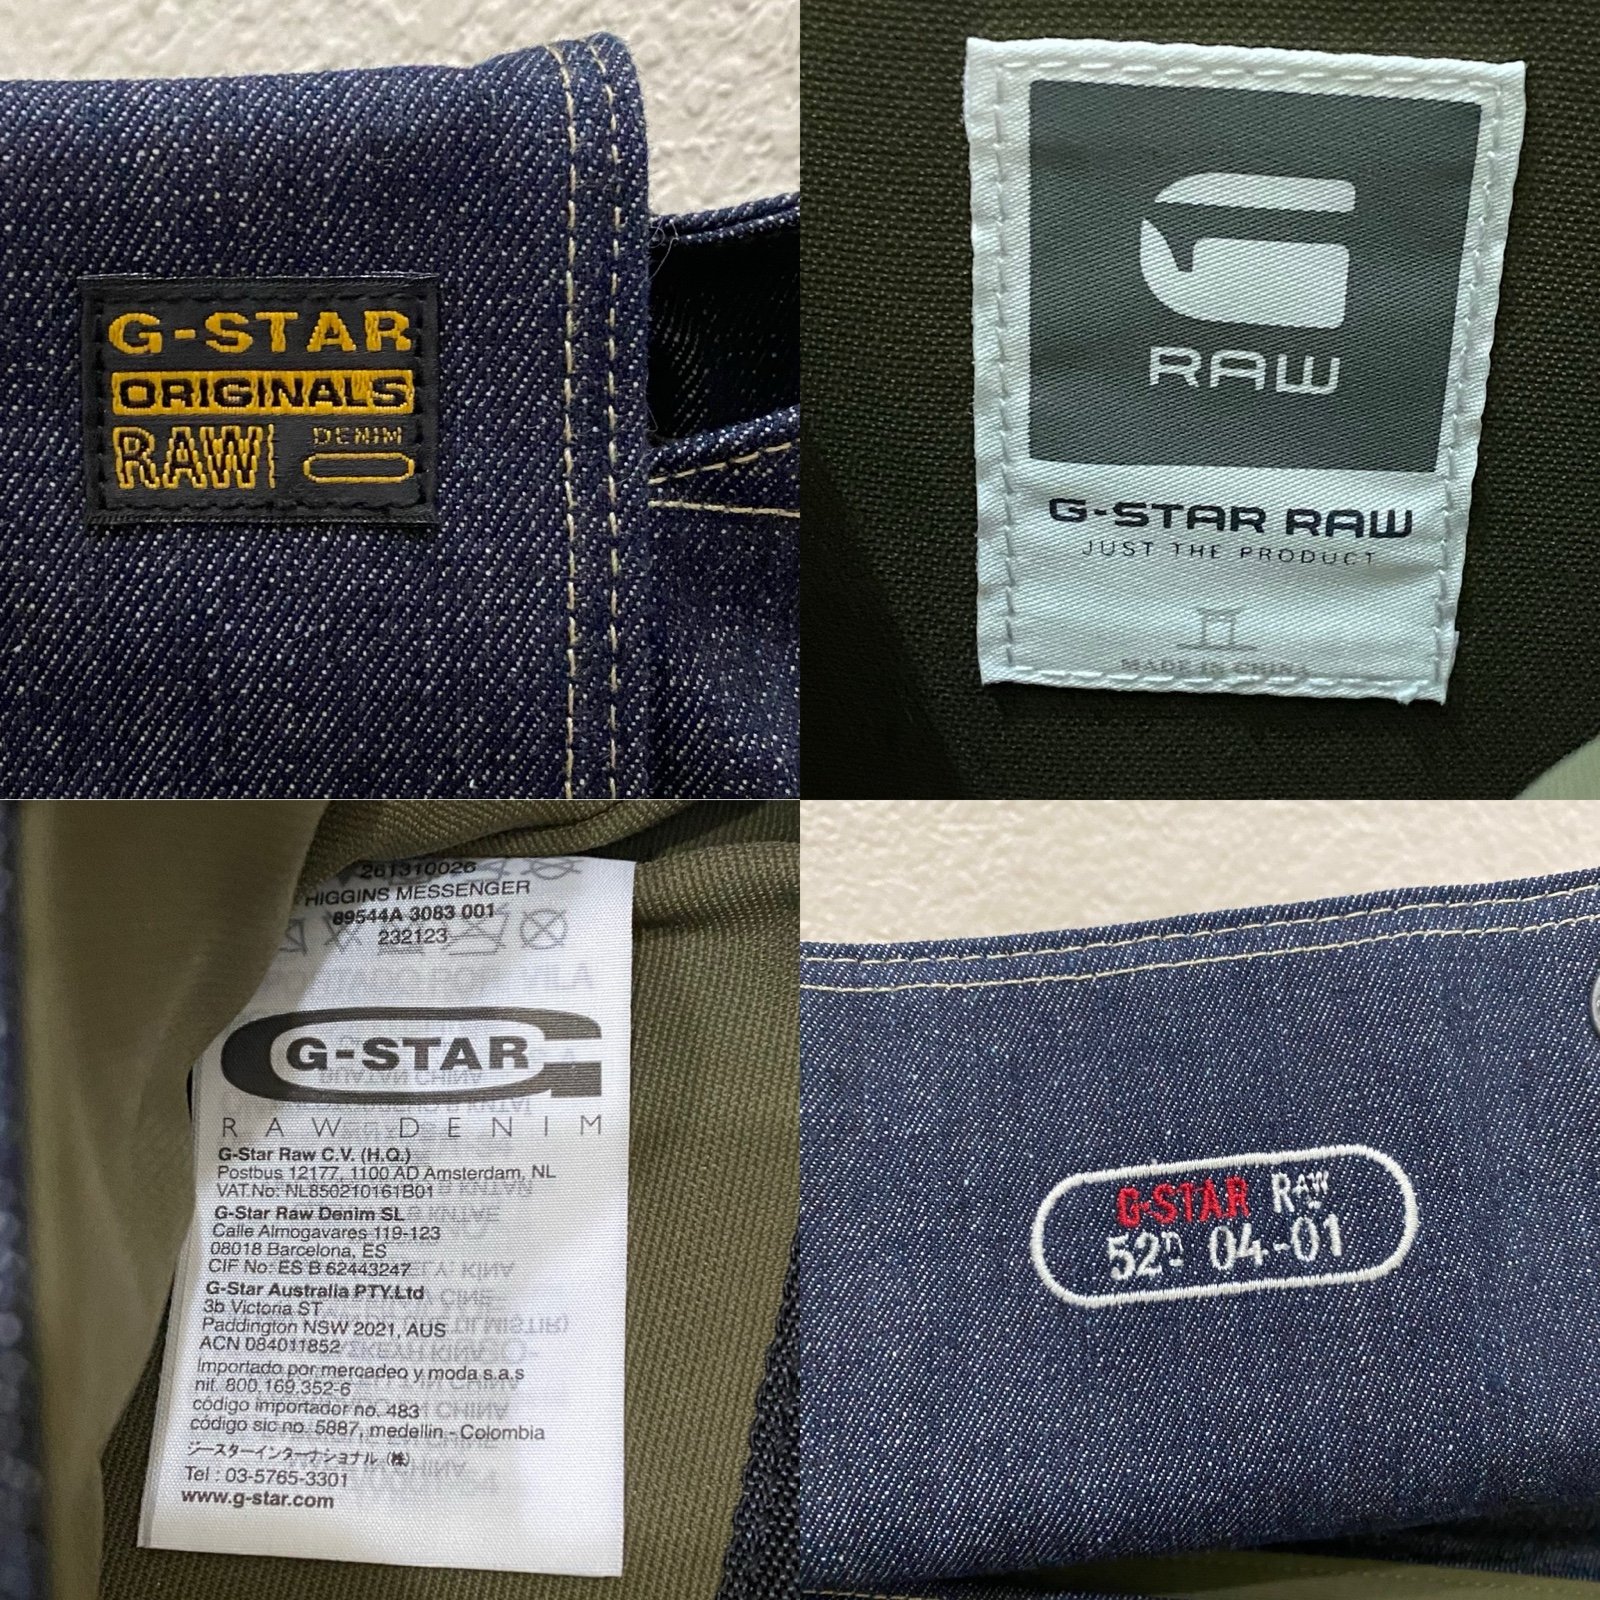 G-STAR
ORIGINALS
RAW DENIM
RAW
G-STAR RAW
JUST THE PRODUCT
MADE IN CHINA
261310026
HIGGINS MESSENGER
89544A 3083 001
232123
G-STAR
RAW DENIM
G-Star Raw C.V. (H.Q.)
Postbus 12177, 1100 AD Amsterdam, NL
VAT.No: NL850210161B01
G-Star Raw Denim SL
Calle Almogavares 119-123
08018 Barcelona, ES
CIF No: ES B 62443247
G-Star Australia PTY.Ltd
3b Victoria ST
Paddington NSW 2021, AUS
ACN 084011852
Importado por mercadeo y moda s.a.s
nit. 800.169.352-6
código importador no. 483
código sic no. 5887, medellin - Colombia
ジースターインターナショナル (株)
Tel : 03-5765-3301
www.g-star.com
G-STAR RAW
52ⁿ 04-01